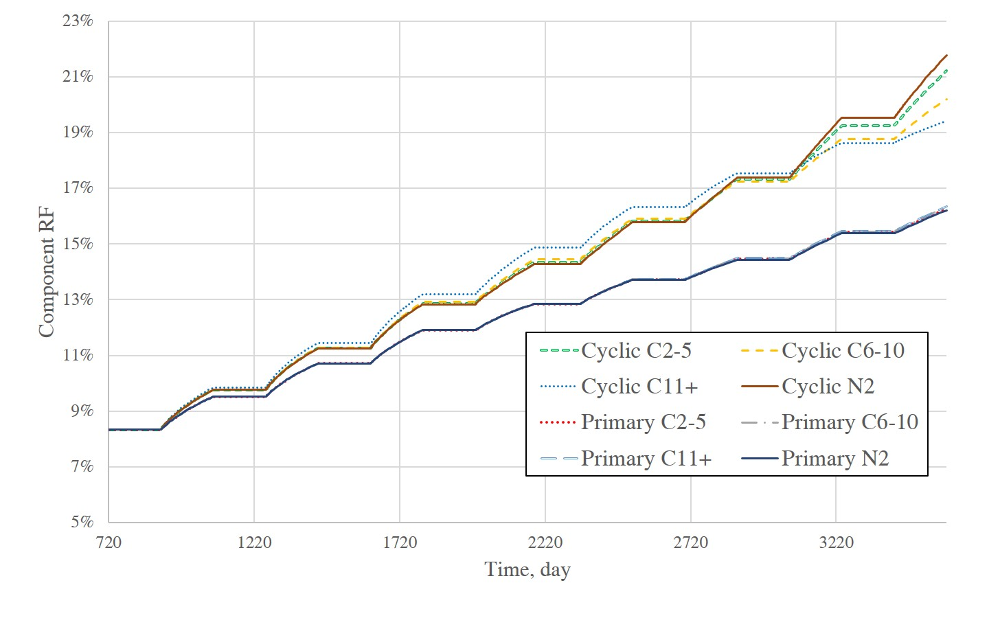 23%
21%
19%
17%
15%
13%
11%
9%
7%
5%
Component RF
720 1220 1720 2220 2720 3220
Time, day
Cyclic C2-5 Cyclic C6-10
Cyclic C11+ Cyclic N2
Primary C2-5 Primary C6-10
Primary C11+ Primary N2